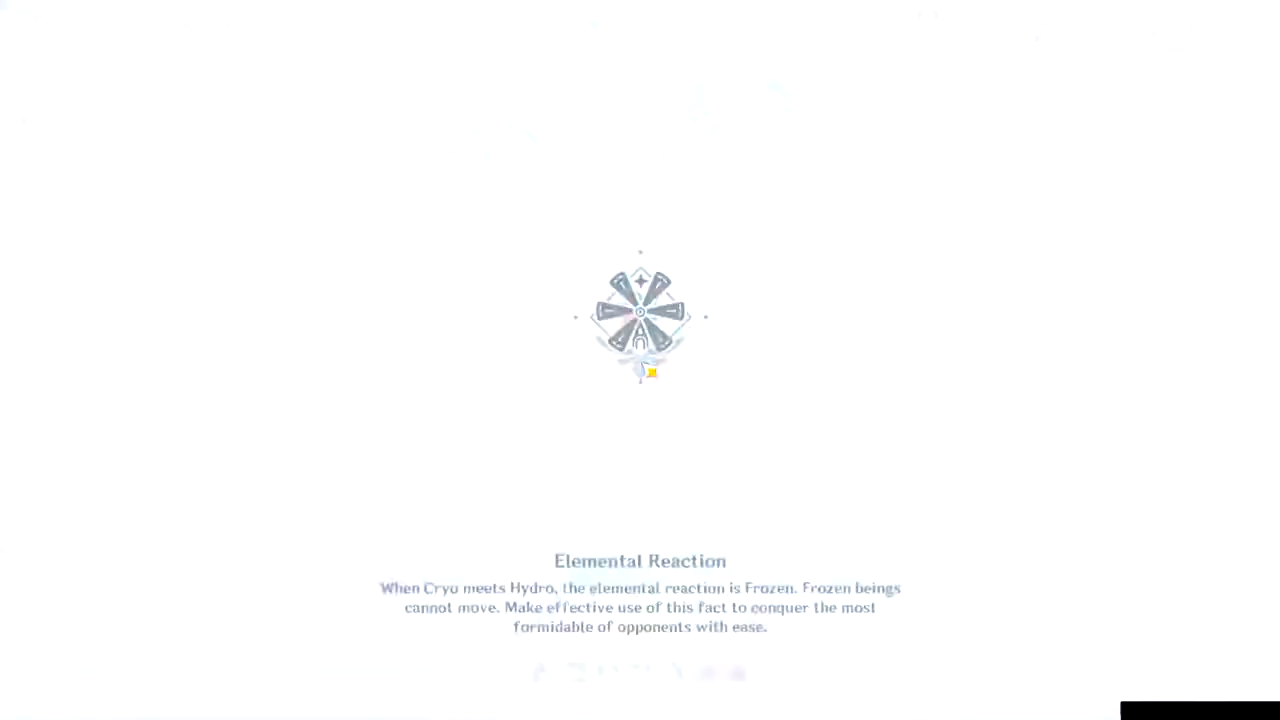 Elemental Reaction
When Cryo meets Hydro, the elemental reaction is Frozen. Frozen beings
cannot move. Make effective use of this fact to conquer the most
formidable of opponents with ease.